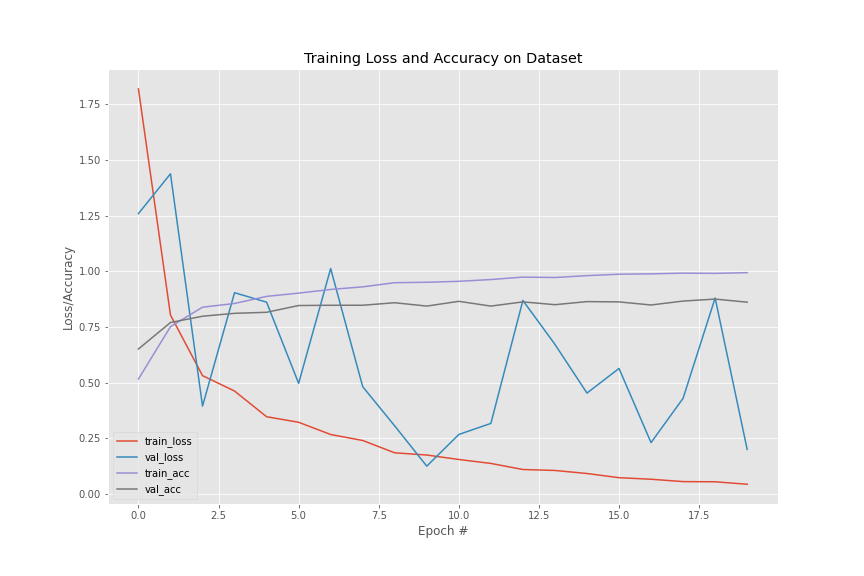 Training Loss and Accuracy on Dataset
Loss/Accuracy
1.75
1.50
1.25
1.00
0.75
0.50
0.25
0.00
train_loss
val_loss
train_acc
val_acc
0.0 2.5 5.0 7.5 10.0 12.5 15.0 17.5
Epoch #